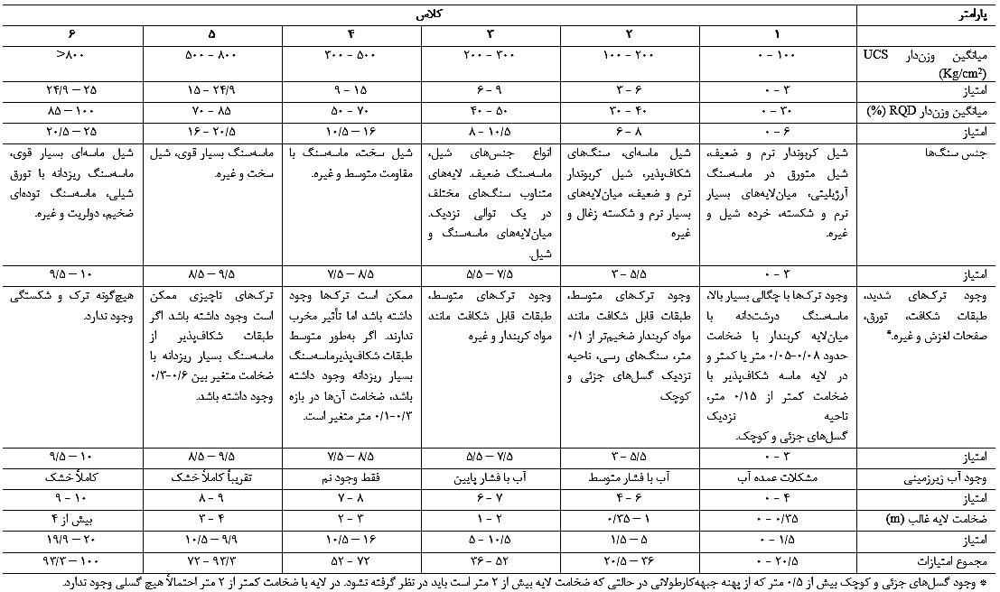 پارامتر کلاس
۱ ۲ ۳ ۴ ۵ ۶
میانگین وزن‌دار UCS
(Kg/cm²)
۰ - ۱۰۰
۱۰۰ - ۲۰۰
۲۰۰ - ۳۰۰
۳۰۰ - ۵۰۰
۵۰۰ - ۸۰۰
>۸۰۰
امتیاز
۰ - ۳
۳ - ۶
۶ - ۹
۹ - ۱۵
۱۵ - ۲۴/۹
۲۴/۹ - ۲۵
میانگین وزن‌دار RQD (%)
۰ - ۳۰
۳۰ - ۴۰
۴۰ - ۵۰
۵۰ - ۷۰
۷۰ - ۸۵
۸۵ - ۱۰۰
امتیاز
۰ - ۶
۶ - ۸
۸ - ۱۰/۵
۱۰/۵ - ۱۶
۱۶ - ۲۰/۵
۲۰/۵ - ۲۵
جنس سنگ‌ها
شیل کربوندار ترم و ضعیف،
شیل متورق در ماسه‌سنگ
آرژیلیتی، میان‌لایه‌های بسیار
ترم و شکسته، خرده شیل و
غیره.
شیل ماسه‌ای، سنگ‌های
شکاف‌پذیر، شیل کربوندار
ترم و ضعیف، میان‌لایه‌های
بسیار ترم و شکسته زغال و
غیره
انواع جنس‌های شیل،
ماسه‌سنگ ضعیف. لایه‌های
متناوب سنگ‌های مختلف
در یک توالی نزدیک.
میان‌لایه‌های ماسه‌سنگ و
شیل.
شیل سخت، ماسه‌سنگ با
مقاومت متوسط و غیره.
ماسه‌سنگ بسیار قوی، شیل
سخت و غیره.
شیل ماسه‌ای بسیار قوی،
ماسه‌سنگ ریزدانه با تورق
شیلی، ماسه‌سنگ توده‌ای
ضخیم، دولریت و غیره.
امتیاز
۰ - ۳
۳ - ۵/۵
۵/۵ - ۷/۵
۷/۵ - ۸/۵
۸/۵ - ۹/۵
۹/۵ - ۱۰
وجود ترک‌های شدید،
طبقات شکافت، تورق،
صفحات لغزش و غیره.*
وجود ترک‌ها با چگالی بسیار بالا،
ماسه‌سنگ درشت‌دانه با
میان‌لایه کربندار با ضخامت
حدود ۰/۰۸-۰/۰۵ متر یا کمتر و
در لایه ماسه شکاف‌پذیر با
ضخامت کمتر از ۰/۱۵ متر،
ناحیه نزدیک
گسل‌های جزئی و کوچک.
وجود ترک‌های متوسط،
طبقات قابل شکافت مانند
مواد کربندار ضخیم‌تر از ۰/۱
متر، سنگ‌های رسی، ناحیه
نزدیک گسل‌های جزئی و
کوچک
وجود ترک‌های متوسط،
طبقات قابل شکافت مانند
مواد کربندار و غیره
ممکن است ترک‌ها وجود
داشته باشد اما تأثیر مخرب
ندارند. اگر به‌طور متوسط
طبقات شکاف‌پذیرماسه‌سنگ
بسیار ریزدانه وجود داشته
باشد، ضخامت آن‌ها در بازه
۰/۱-۰/۳ متر متغیر است.
ترک‌های ناچیزی ممکن
است وجود داشته باشد اگر
طبقات شکاف‌پذیر از
ماسه‌سنگ بسیار ریزدانه با
ضخامت متغیر بین ۰/۶-۰/۳
وجود داشته باشد.
هیچ‌گونه ترک و شکستگی
وجود ندارد.
امتیاز
۰ - ۳
۳ - ۵/۵
۵/۵ - ۷/۵
۷/۵ - ۸/۵
۸/۵ - ۹/۵
۹/۵ - ۱۰
وجود آب زیرزمینی
مشکلات عمده آب
آب با فشار متوسط
آب با فشار پایین
فقط وجود نم
تقریباً کاملاً خشک
کاملاً خشک
امتیاز
۰ - ۴
۴ - ۶
۶ - ۷
۷ - ۸
۸ - ۹
۹ - ۱۰
ضخامت لایه غالب (m)
۰ - ۰/۳۵
۰/۳۵ - ۱
۱ - ۲
۲ - ۳
۳ - ۴
بیش از ۴
امتیاز
۰ - ۱/۵
۱/۵ - ۵
۵ - ۱۰/۵
۱۰/۵ - ۱۶
۱۰/۵ - ۹/۹
۱۹/۹ - ۲۰
مجموع امتیازات
۰ - ۲۰/۵
۲۰/۵ - ۳۶
۳۶ - ۵۲
۵۲ - ۷۲
۷۲ - ۹۳/۳
۹۳/۳ - ۱۰۰
* وجود گسل‌های جزئی و کوچک بیش از ۰/۵ متر که از پهنه جبهه‌کارطولانی در حالتی که ضخامت لایه بیش از ۲ متر است باید در نظر گرفته نشود. در لایه با ضخامت کمتر از ۲ متر احتمالاً هیچ گسلی وجود ندارد.